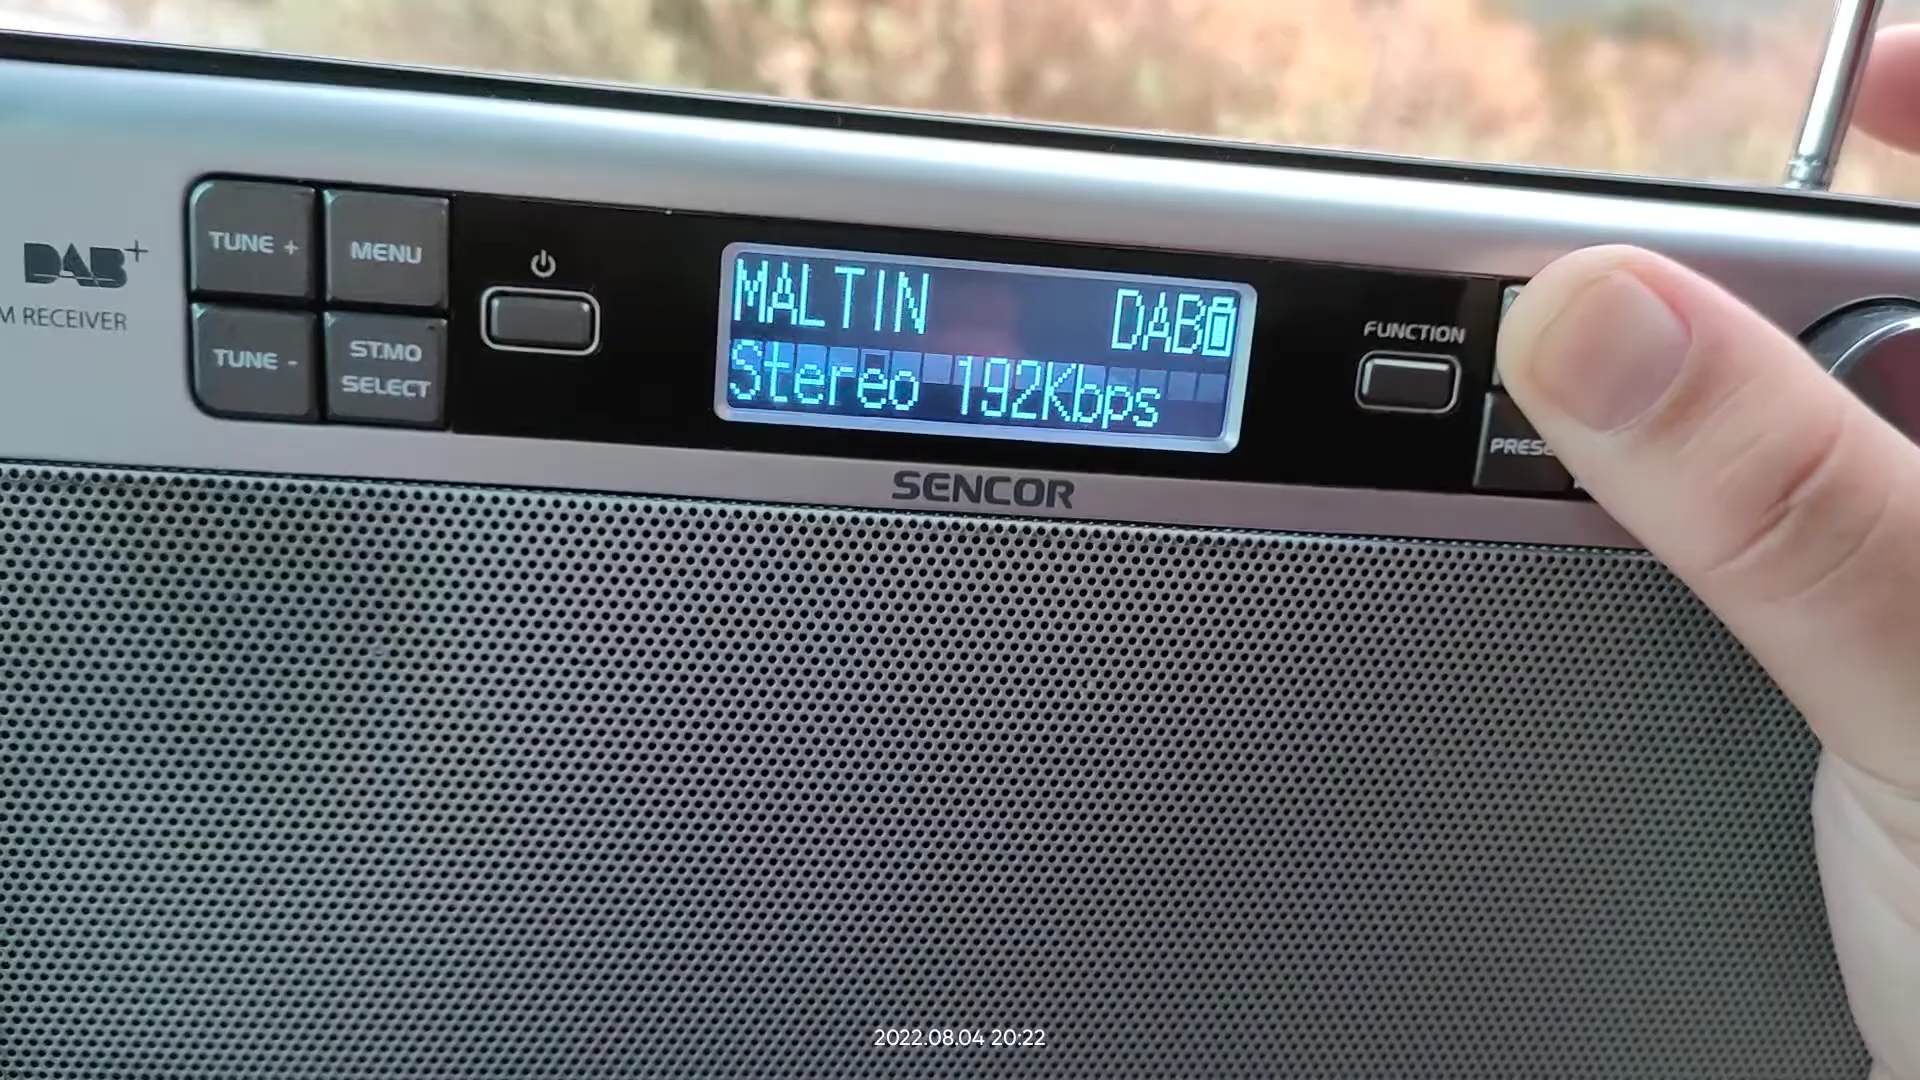 DAB+
M RECEIVER
TUNE +
MENU
TUNE -
ST.MO
SELECT
MALTIN DAB
Stereo 192Kbps
FUNCTION
SENCOR
2022.08.04 20:22